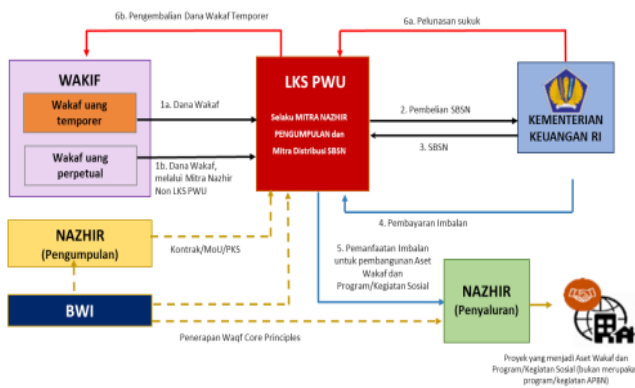 6b. Pengembalian Dana Wakaf Temporer
6a. Pelunasan sukuk
WAKIF
Wakaf uang
temporer
Wakaf uang
perpetual
1a. Dana Wakaf
1b. Dana Wakaf,
melalui Mitra Nazhir
Non LKS PWU
LKS PWU
Selaku MITRA NAZHIR
PENGUMPULAN dan
Mitra Distribusi SBSN
2. Pembelian SBSN
3. SBSN
KEMENTERIAN
KEUANGAN RI
4. Pembayaran Imbalan
NAZHIR
(Pengumpulan)
Kontrak/MoU/PKS
5. Pemanfaatan Imbalan
untuk pembangunan Aset
Wakaf dan
Program/Kegiatan Sosial
BWI
Penerapan Waqf Core Principles
NAZHIR
(Penyaluran)
Proyek yang menjadi Aset Wakaf dan
Program/Kegiatan Sosial (bukan merupaka
program/kegiatan APBN)